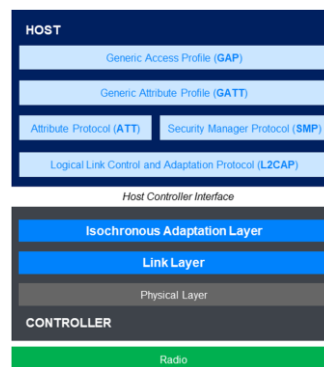 HOST
Generic Access Profile (GAP)
Generic Attribute Profile (GATT)
Attribute Protocol (ATT)
Security Manager Protocol (SMP)
Logical Link Control and Adaptation Protocol (L2CAP)
Host Controller Interface
Isochronous Adaptation Layer
Link Layer
Physical Layer
CONTROLLER
Radio